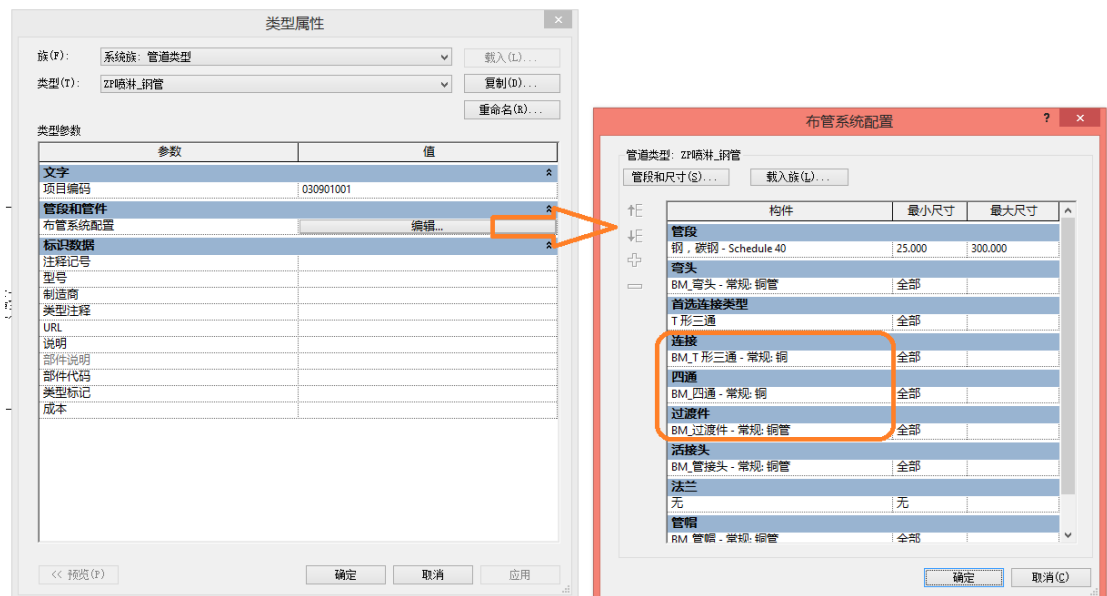 类型属性
族(F):
系统族: 管道类型
载入(L)...
类型(T):
ZP喷淋_钢管
复制(D)...
重命名(R)...
类型参数
参数
值
文字
项目编码
030901001
管段和管件
布管系统配置
编辑...
标识数据
注释记号
型号
制造商
类型注释
URL
说明
部件说明
部件代码
类型标记
成本
<< 预览(P)
确定
取消
应用
布管系统配置
?
管道类型: ZP喷淋_钢管
管段和尺寸(S)...
载入族(L)...
构件
最小尺寸
最大尺寸
管段
钢，碳钢 - Schedule 40
25.000
300.000
弯头
BM_弯头 - 常规: 铜管
全部
首选连接类型
T 形三通
全部
连接
BM_T 形三通 - 常规: 铜
全部
四通
BM_四通 - 常规: 铜
全部
过渡件
BM_过渡件 - 常规: 铜管
全部
活接头
BM_管接头 - 常规: 铜管
全部
法兰
无
无
管帽
BM_管帽 - 常规: 铜管
全部
确定
取消(C)